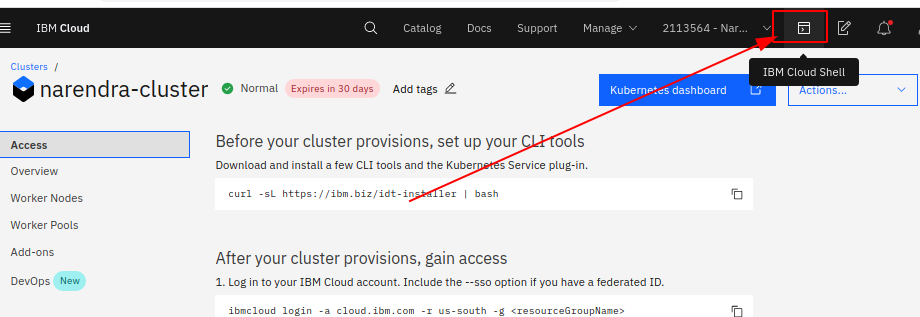 IBM Cloud Catalog Docs Support Manage 2113564 - Nar...
IBM Cloud Shell
Clusters /
narendra-cluster Normal Expires in 30 days Add tags Kubernetes dashboard Actions...
Access
Overview
Worker Nodes
Worker Pools
Add-ons
DevOps New
Before your cluster provisions, set up your CLI tools
Download and install a few CLI tools and the Kubernetes Service plug-in.
curl -sL https://ibm.biz/idt-installer | bash
After your cluster provisions, gain access
1. Log in to your IBM Cloud account. Include the --sso option if you have a federated ID.
ibmcloud login -a cloud.ibm.com -r us-south -g <resourceGroupName>